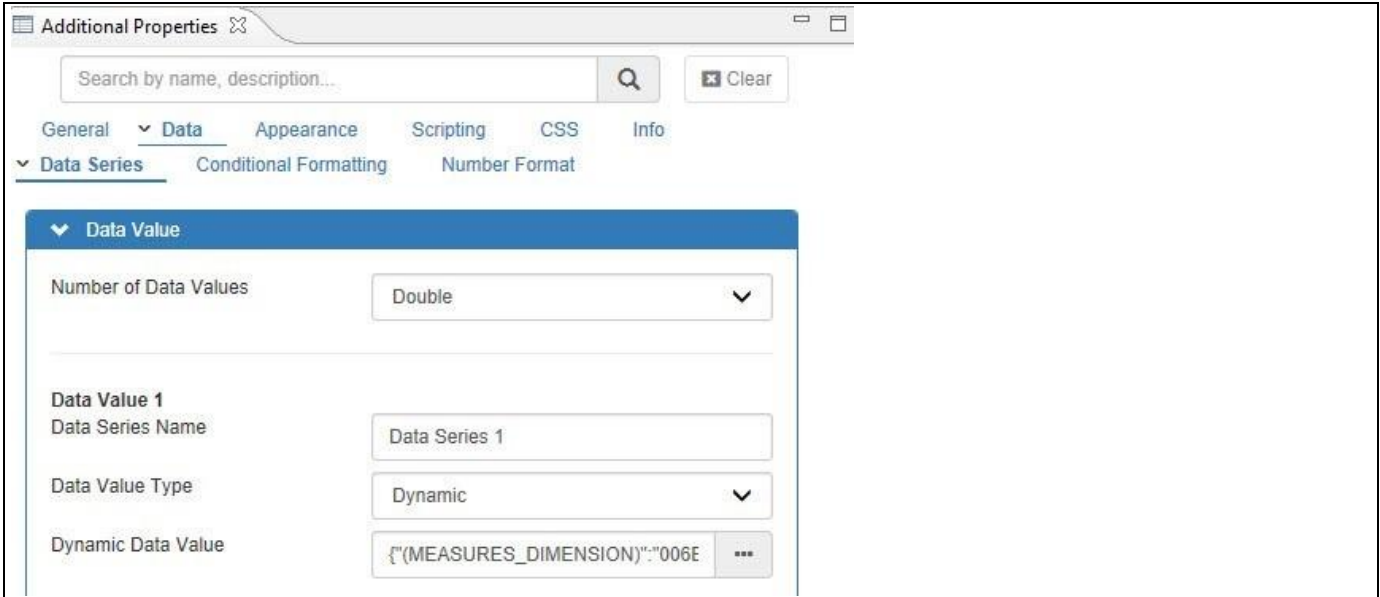 Additional Properties
Search by name, description...
Clear
General Data Appearance Scripting CSS Info
Data Series Conditional Formatting Number Format
Data Value
Number of Data Values Double
Data Value 1
Data Series Name Data Series 1
Data Value Type Dynamic
Dynamic Data Value {"(MEASURES_DIMENSION)":"006E ...